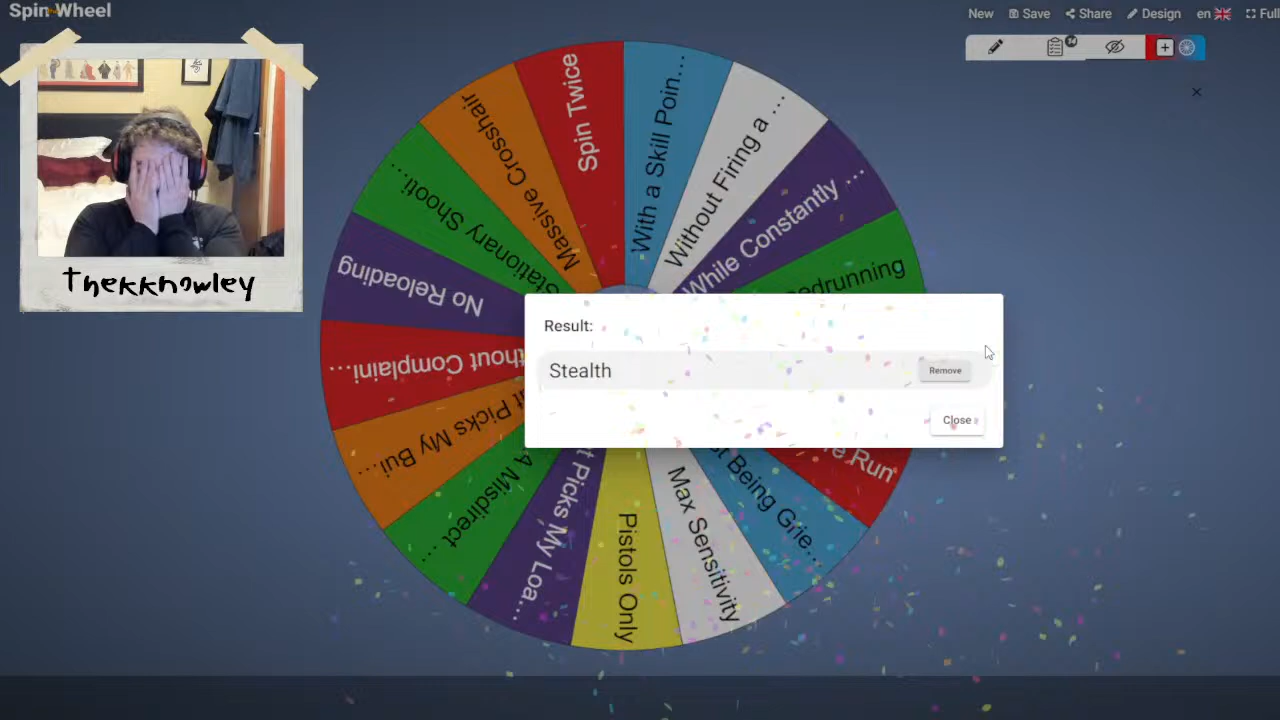 Spin the Wheel
New
Save
Share
Design
en
Full
Thekknowley
Spin Twice
With a Skill Poin...
Without Firing a ...
While Constantly ...
edrunning
Massive Crosshair
Stationary Shooti...
No Reloading
thout Complaini...
t Picks My Bui...
A Misdirect ...
t Picks My Loa...
Pistols Only
Max Sensitivity
t Being Grie...
e Run
Result:
Stealth
Remove
Close